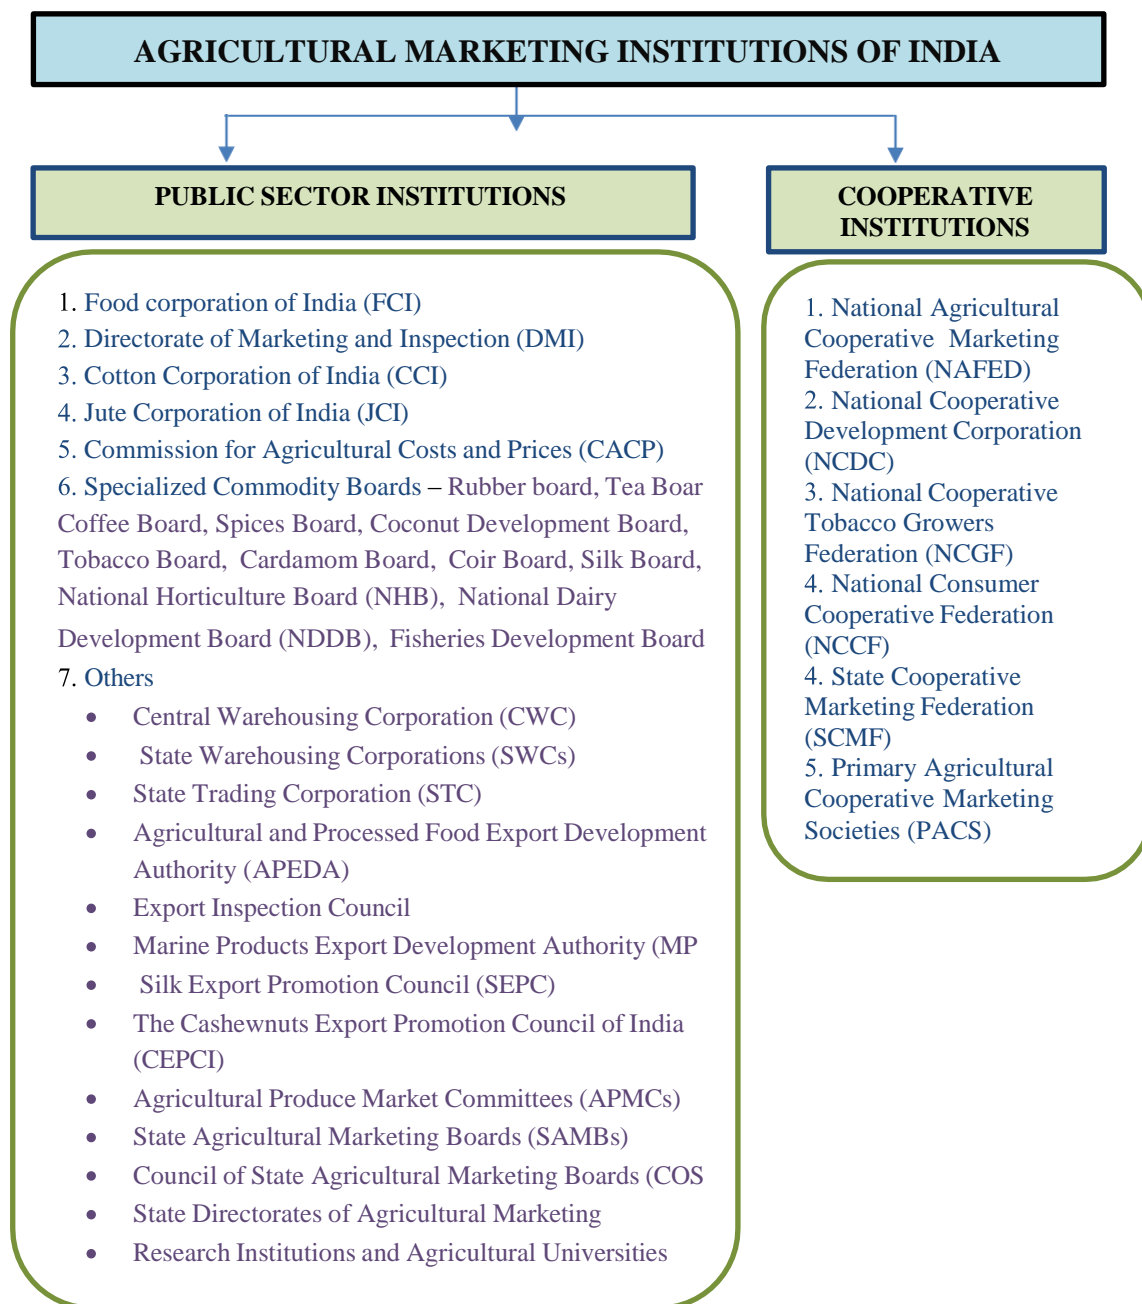 AGRICULTURAL MARKETING INSTITUTIONS OF INDIA
PUBLIC SECTOR INSTITUTIONS
1. Food corporation of India (FCI)
2. Directorate of Marketing and Inspection (DMI)
3. Cotton Corporation of India (CCI)
4. Jute Corporation of India (JCI)
5. Commission for Agricultural Costs and Prices (CACP)
6. Specialized Commodity Boards – Rubber board, Tea Boar
Coffee Board, Spices Board, Coconut Development Board,
Tobacco Board, Cardamom Board, Coir Board, Silk Board,
National Horticulture Board (NHB), National Dairy
Development Board (NDDB), Fisheries Development Board
7. Others
• Central Warehousing Corporation (CWC)
• State Warehousing Corporations (SWCs)
• State Trading Corporation (STC)
• Agricultural and Processed Food Export Development
Authority (APEDA)
• Export Inspection Council
• Marine Products Export Development Authority (MP
• Silk Export Promotion Council (SEPC)
• The Cashewnuts Export Promotion Council of India
(CEPCI)
• Agricultural Produce Market Committees (APMCs)
• State Agricultural Marketing Boards (SAMBs)
• Council of State Agricultural Marketing Boards (COS
• State Directorates of Agricultural Marketing
• Research Institutions and Agricultural Universities
COOPERATIVE
INSTITUTIONS
1. National Agricultural
Cooperative Marketing
Federation (NAFED)
2. National Cooperative
Development Corporation
(NCDC)
3. National Cooperative
Tobacco Growers
Federation (NCGF)
4. National Consumer
Cooperative Federation
(NCCF)
4. State Cooperative
Marketing Federation
(SCMF)
5. Primary Agricultural
Cooperative Marketing
Societies (PACS)